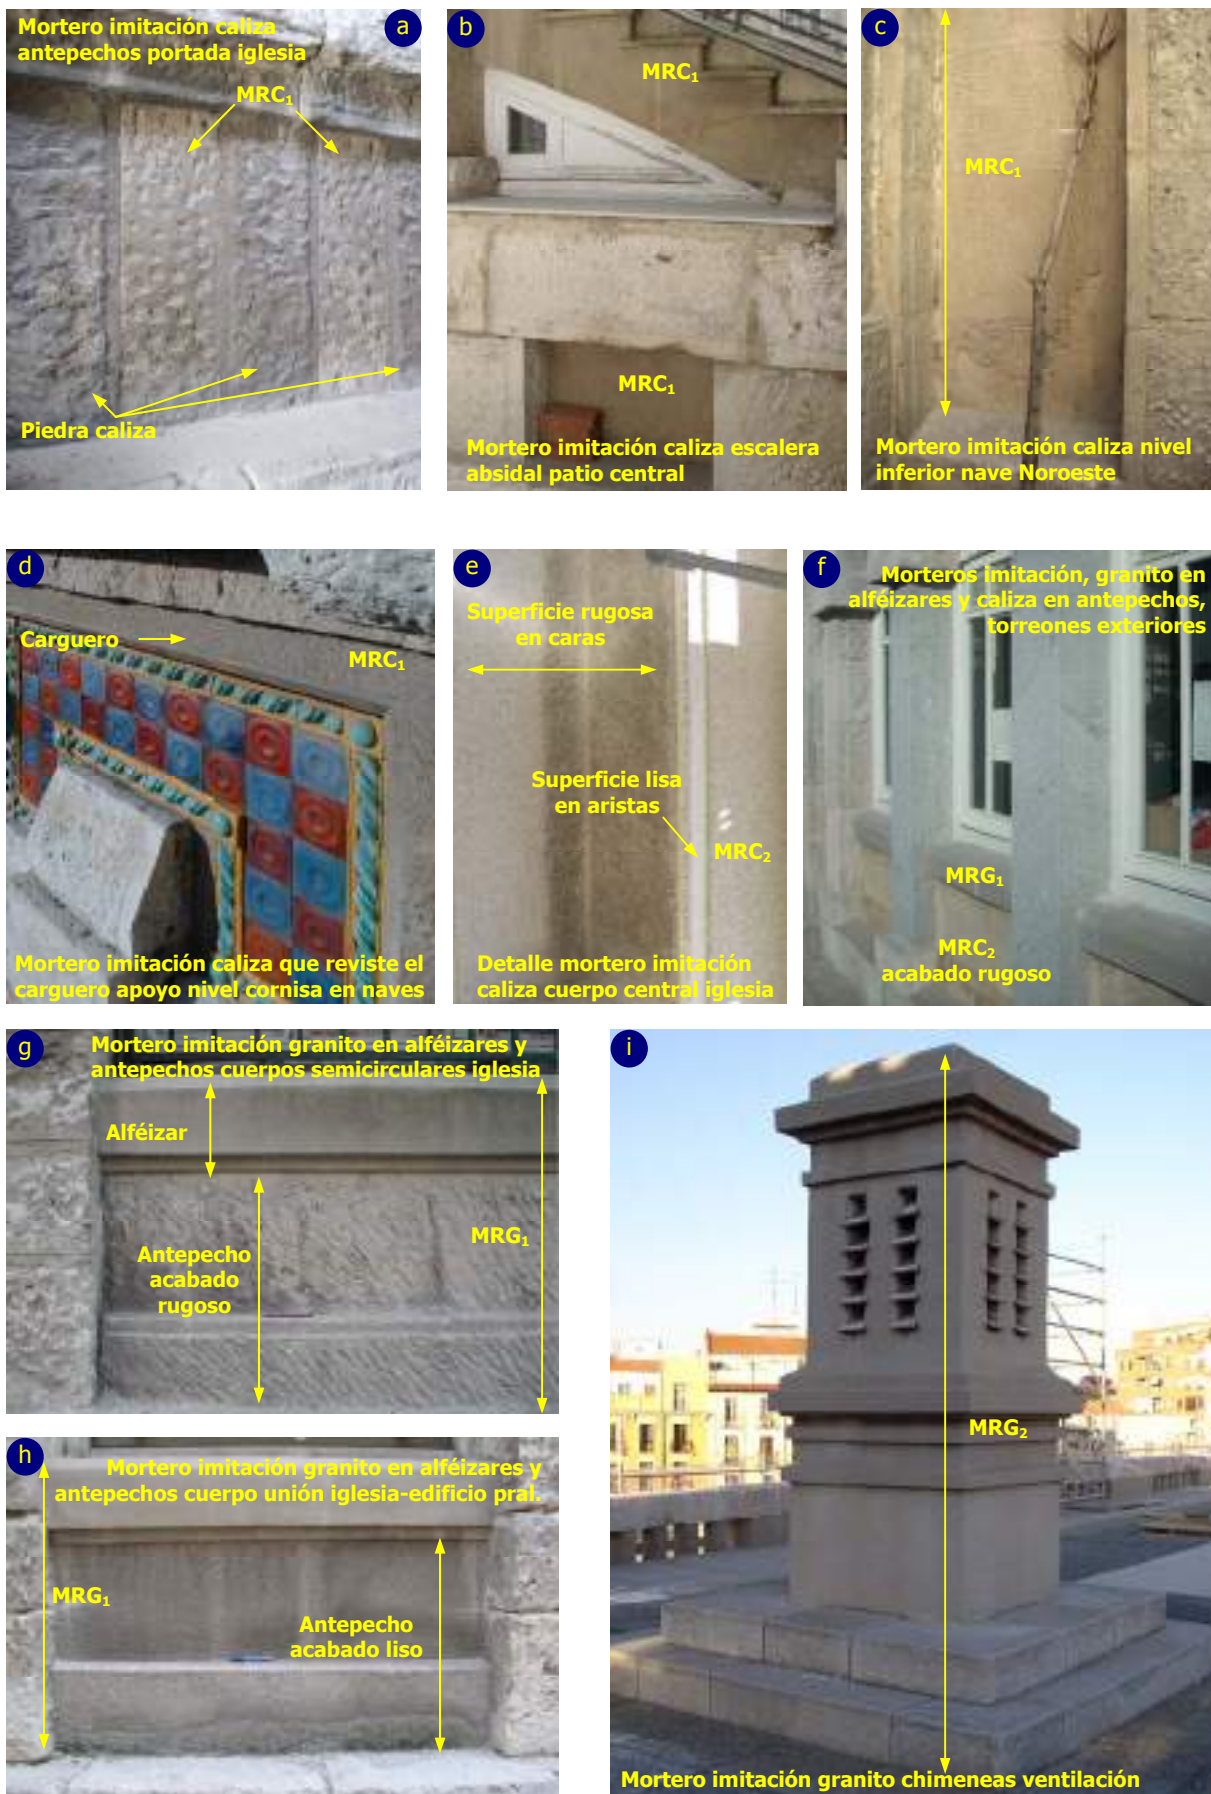 a
Mortero imitación caliza
antepechos portada iglesia
MRC₁
Piedra caliza
b
MRC₁
MRC₁
Mortero imitación caliza escalera
absidal patio central
c
MRC₁
Mortero imitación caliza nivel
inferior nave Noroeste
d
Carguero
MRC₁
Mortero imitación caliza que reviste el
carguero apoyo nivel cornisa en naves
e
Superficie rugosa
en caras
Superficie lisa
en aristas
MRC₂
Detalle mortero imitación
caliza cuerpo central iglesia
f
Morteros imitación, granito en
alféizares y caliza en antepechos,
torreones exteriores
MRG₁
MRC₂
acabado rugoso
g
Mortero imitación granito en alféizares y
antepechos cuerpos semicirculares iglesia
Alféizar
MRG₁
Antepecho
acabado
rugoso
h
Mortero imitación granito en alféizares y
antepechos cuerpo unión iglesia-edificio pral.
MRG₁
Antepecho
acabado liso
i
MRG₂
Mortero imitación granito chimeneas ventilación